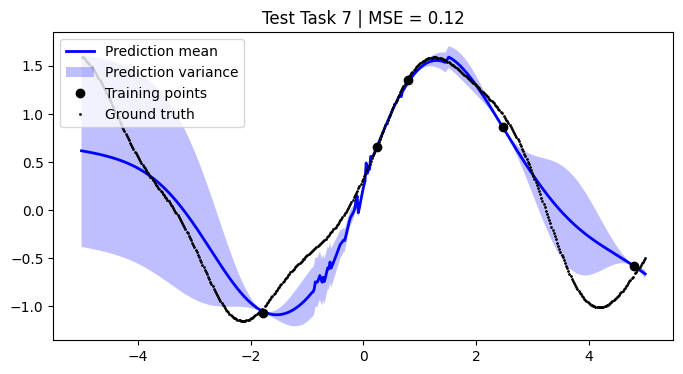 Test Task 7 | MSE = 0.12
Prediction mean
Prediction variance
Training points
Ground truth
1.5
1.0
0.5
0.0
−0.5
−1.0
−4
−2
0
2
4